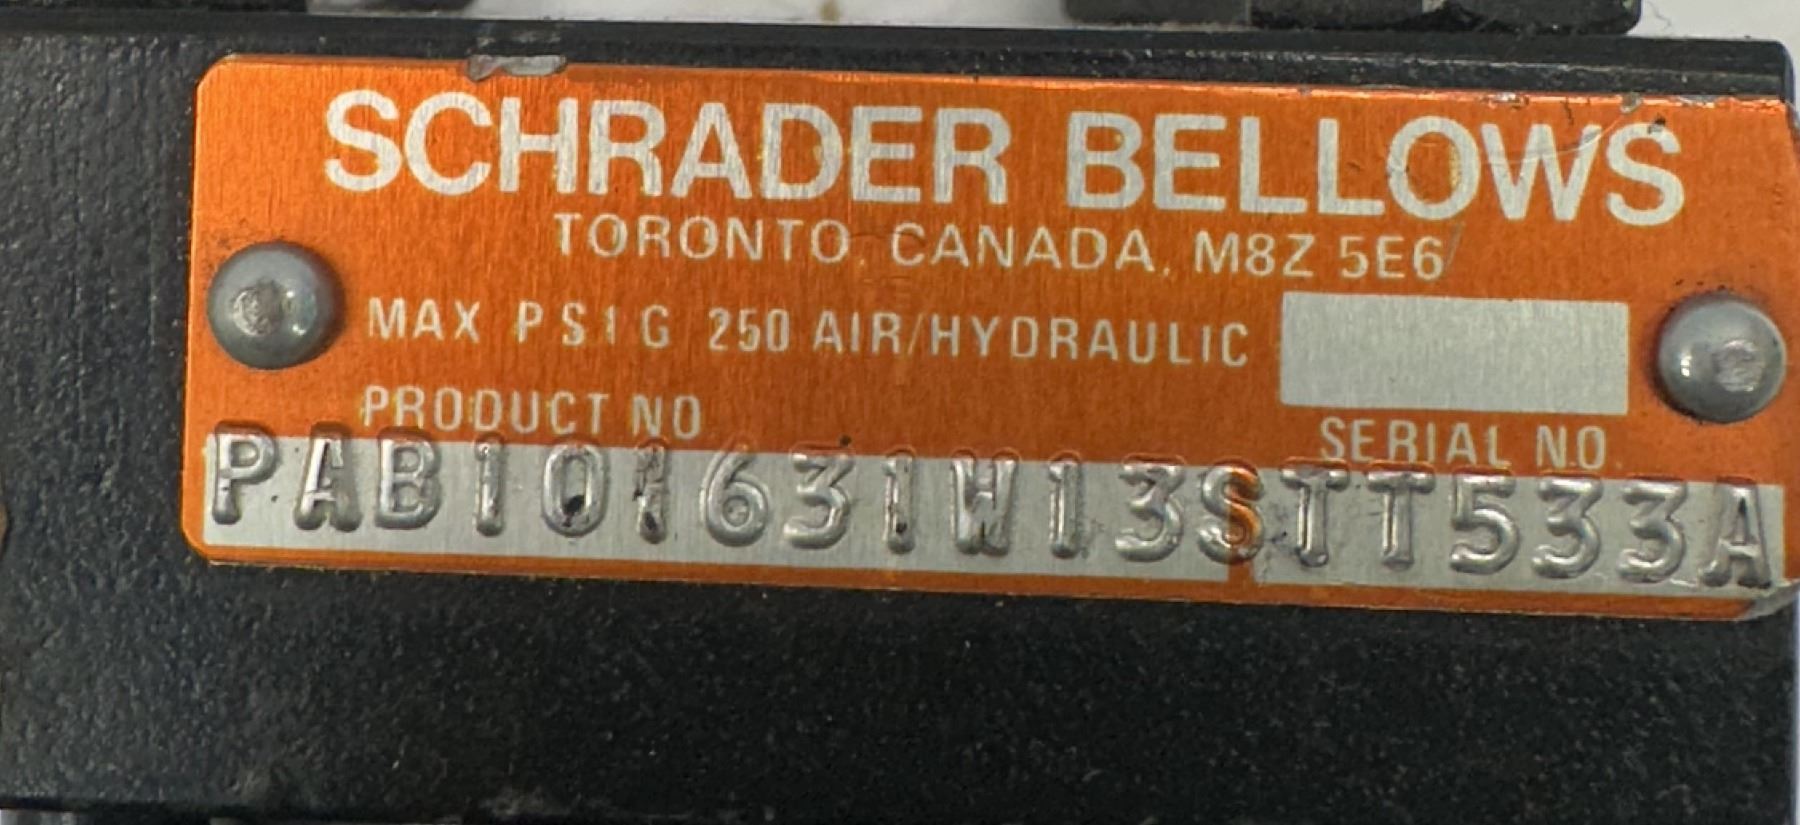 SCHRADER BELLOWS
TORONTO, CANADA, M8Z 5E6
MAX PSIG 250 AIR/HYDRAULIC
PRODUCT NO
SERIAL NO.
PAB101631W13STT533A